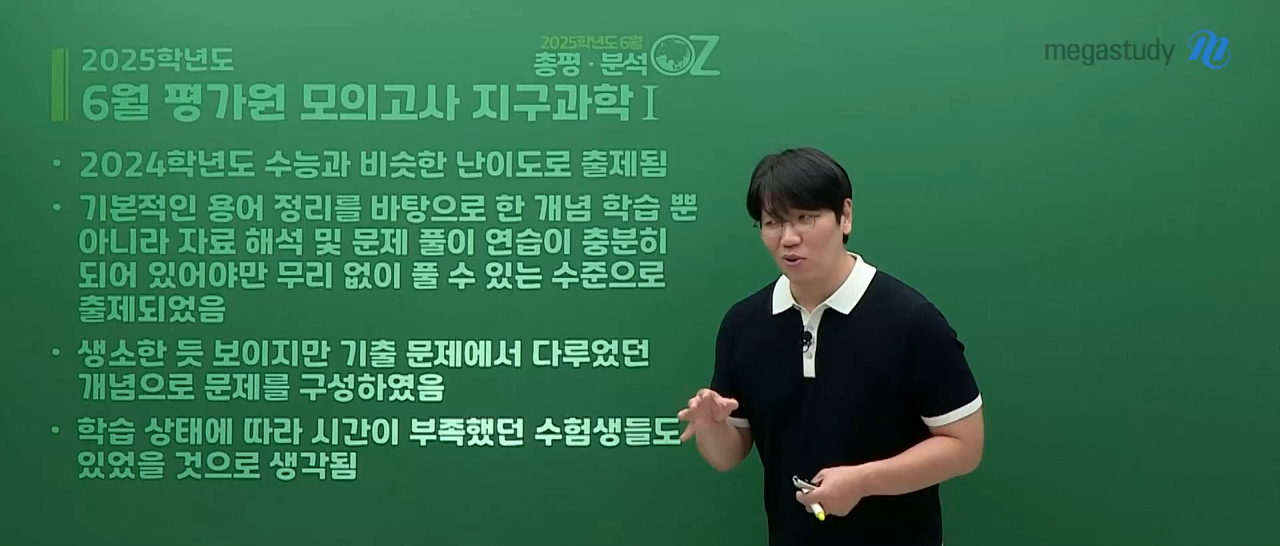 2025학년도
6월 평가원 모의고사 지구과학Ⅰ
2025학년도 6월
총평·분석 OZ
megastudy m
• 2024학년도 수능과 비슷한 난이도로 출제됨
• 기본적인 용어 정리를 바탕으로 한 개념 학습 뿐
아니라 자료 해석 및 문제 풀이 연습이 충분히
되어 있어야만 무리 없이 풀 수 있는 수준으로
출제되었음
• 생소한 듯 보이지만 기출 문제에서 다루었던
개념으로 문제를 구성하였음
• 학습 상태에 따라 시간이 부족했던 수험생들도
있었을 것으로 생각됨